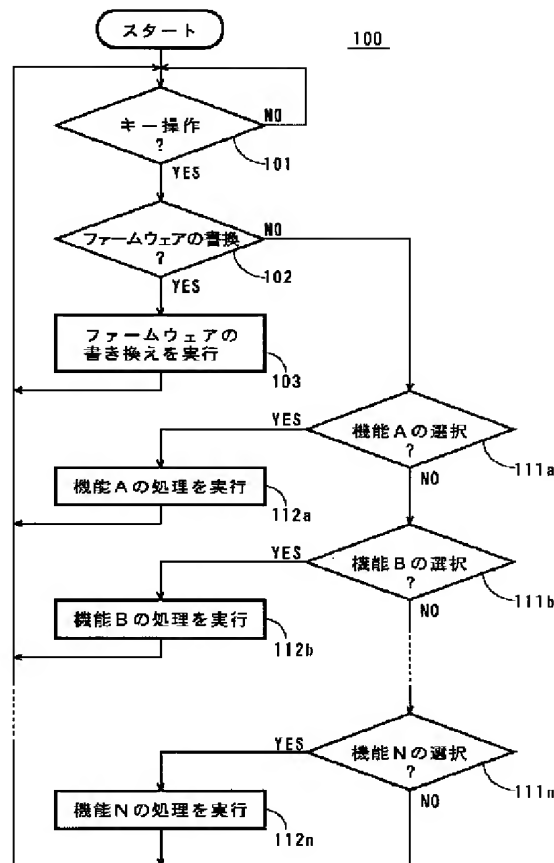 スタート
100
キー操作
?
NO
101
YES
ファームウェアの書換
?
NO
102
YES
ファームウェアの
書き換えを実行
103
機能Aの選択
?
YES
111a
NO
機能Aの処理を実行
112a
機能Bの選択
?
YES
111b
NO
機能Bの処理を実行
112b
機能Nの選択
?
YES
111n
NO
機能Nの処理を実行
112n